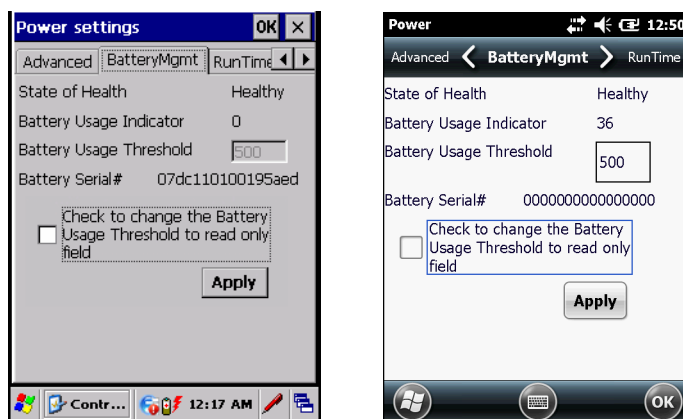 Power settings OK ×
Advanced BatteryMgmt RunTime
State of Health Healthy
Battery Usage Indicator 0
Battery Usage Threshold 500
Battery Serial# 07dc110100195aed
Check to change the Battery
Usage Threshold to read only
field
Apply
Contr... 12:17 AM
Power 12:50
Advanced BatteryMgmt RunTime
State of Health Healthy
Battery Usage Indicator 36
Battery Usage Threshold
500
Battery Serial# 0000000000000000
Check to change the Battery
Usage Threshold to read only
field
Apply
OK